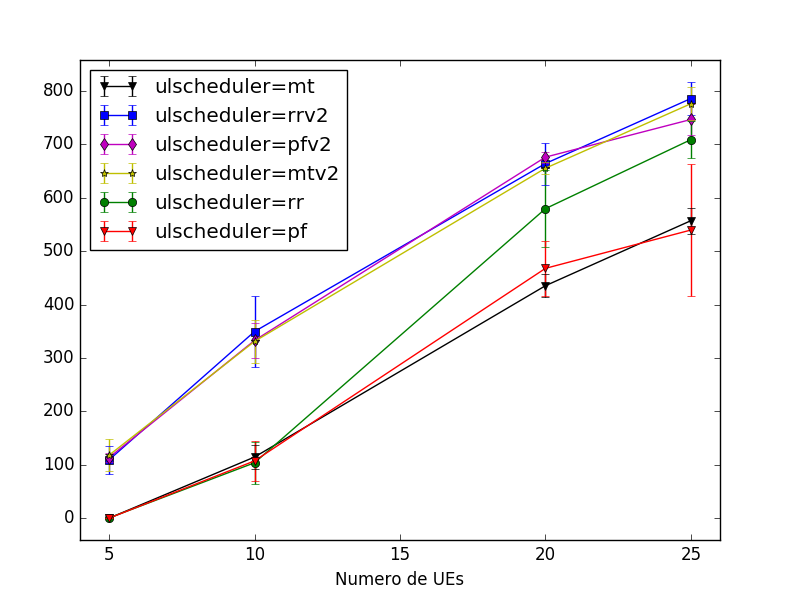 800
700
600
500
400
300
200
100
0
ulscheduler=mt
ulscheduler=rrv2
ulscheduler=pfv2
ulscheduler=mtv2
ulscheduler=rr
ulscheduler=pf
5 10 15 20 25
Numero de UEs